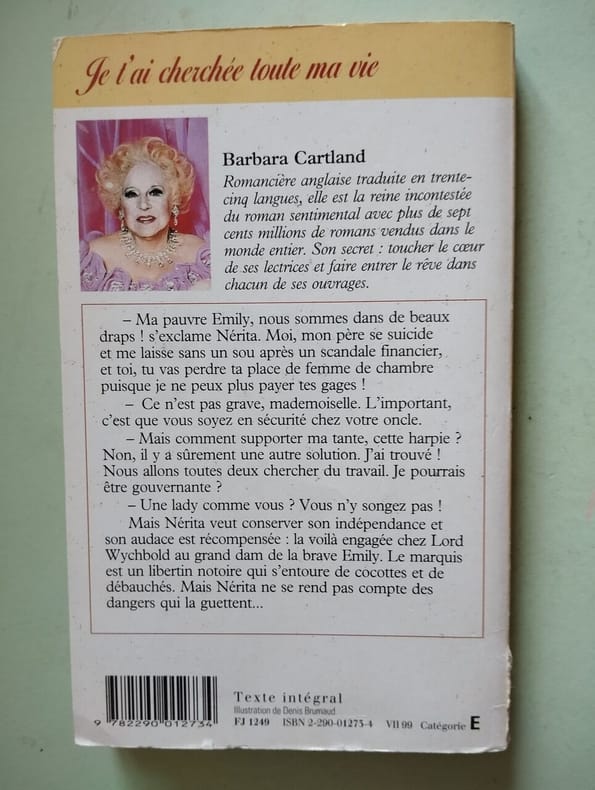 Je t'ai cherchée toute ma vie
Barbara Cartland
Romancière anglaise traduite en trente-
cinq langues, elle est la reine incontestée
du roman sentimental avec plus de sept
cents millions de romans vendus dans le
monde entier. Son secret : toucher le cœur
de ses lectrices et faire entrer le rêve dans
chacun de ses ouvrages.
– Ma pauvre Emily, nous sommes dans de beaux
draps ! s'exclame Nérita. Moi, mon père se suicide
et me laisse sans un sou après un scandale financier,
et toi, tu vas perdre ta place de femme de chambre
puisque je ne peux plus payer tes gages !
– Ce n'est pas grave, mademoiselle. L'important,
c'est que vous soyez en sécurité chez votre oncle.
– Mais comment supporter ma tante, cette harpie ?
Non, il y a sûrement une autre solution. J'ai trouvé !
Nous allons toutes deux chercher du travail. Je pourrais
être gouvernante ?
– Une lady comme vous ? Vous n'y songez pas !
Mais Nérita veut conserver son indépendance et
son audace est récompensée : la voilà engagée chez Lord
Wychbold au grand dam de la brave Emily. Le marquis
est un libertin notoire qui s'entoure de cocottes et de
débauchés. Mais Nérita ne se rend pas compte des
dangers qui la guettent...
Texte intégral
Illustration de Denis Brumaud
FJ 1249 ISBN 2-290-01273-4 VII 99 Catégorie E
9 782290 012734